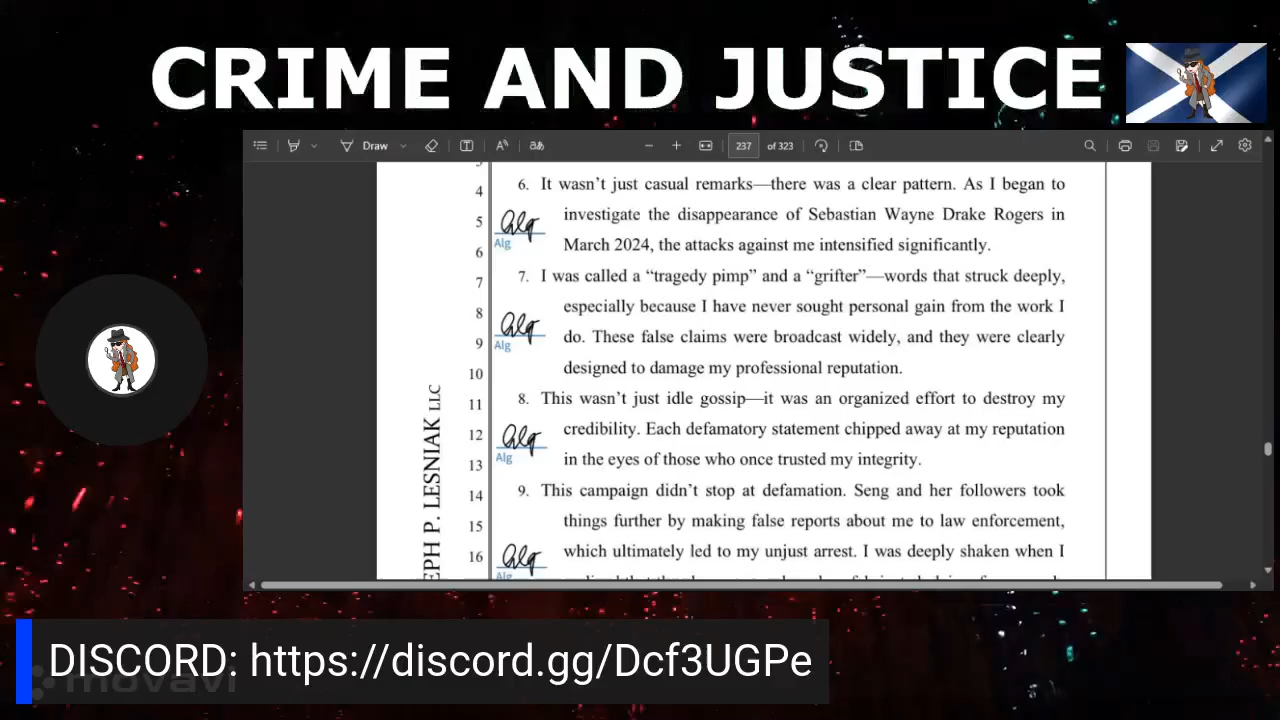 CRIME AND JUSTICE
Draw
237 of 323
4
6. It wasn’t just casual remarks—there was a clear pattern. As I began to
5
Alg
investigate the disappearance of Sebastian Wayne Drake Rogers in
6
Alg
March 2024, the attacks against me intensified significantly.
7
7. I was called a “tragedy pimp” and a “grifter”—words that struck deeply,
8
Alg
especially because I have never sought personal gain from the work I
9
Alg
do. These false claims were broadcast widely, and they were clearly
10
designed to damage my professional reputation.
11
8. This wasn’t just idle gossip—it was an organized effort to destroy my
12
Alg
credibility. Each defamatory statement chipped away at my reputation
13
Alg
in the eyes of those who once trusted my integrity.
14
9. This campaign didn’t stop at defamation. Seng and her followers took
15
things further by making false reports about me to law enforcement,
16
Alg
which ultimately led to my unjust arrest. I was deeply shaken when I
Alg
EPH P. LESNIAK LLC
DISCORD: https://discord.gg/Dcf3UGPe
movavi